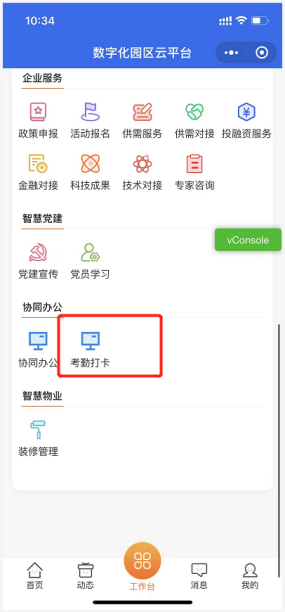 10:34
数字化园区云平台
企业服务
政策申报 活动报名 供需服务 供需对接 投融资服务
金融对接 科技成果 技术对接 专家咨询
智慧党建
vConsole
党建宣传 党员学习
协同办公
协同办公 考勤打卡
智慧物业
装修管理
首页 动态 工作台 消息 我的